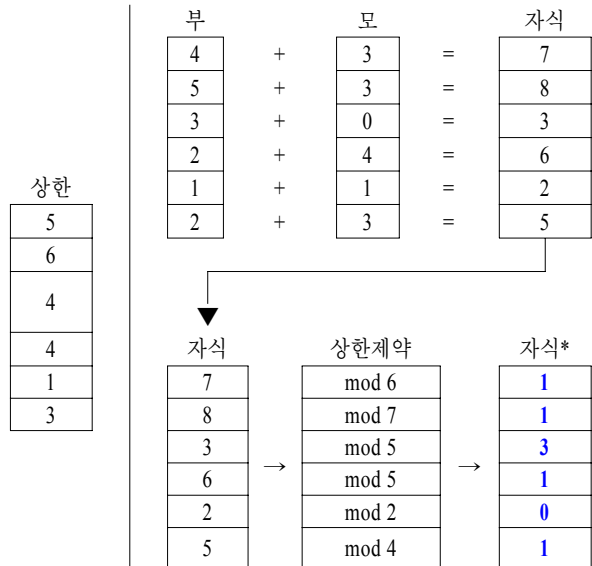 부 모 자식
4 + 3 = 7
5 + 3 = 8
3 + 0 = 3
2 + 4 = 6
1 + 1 = 2
2 + 3 = 5
상한
5
6
4
4
1
3
자식 상한제약 자식*
7 mod 6 1
8 mod 7 1
3 mod 5 3
6 → mod 5 → 1
2 mod 2 0
5 mod 4 1